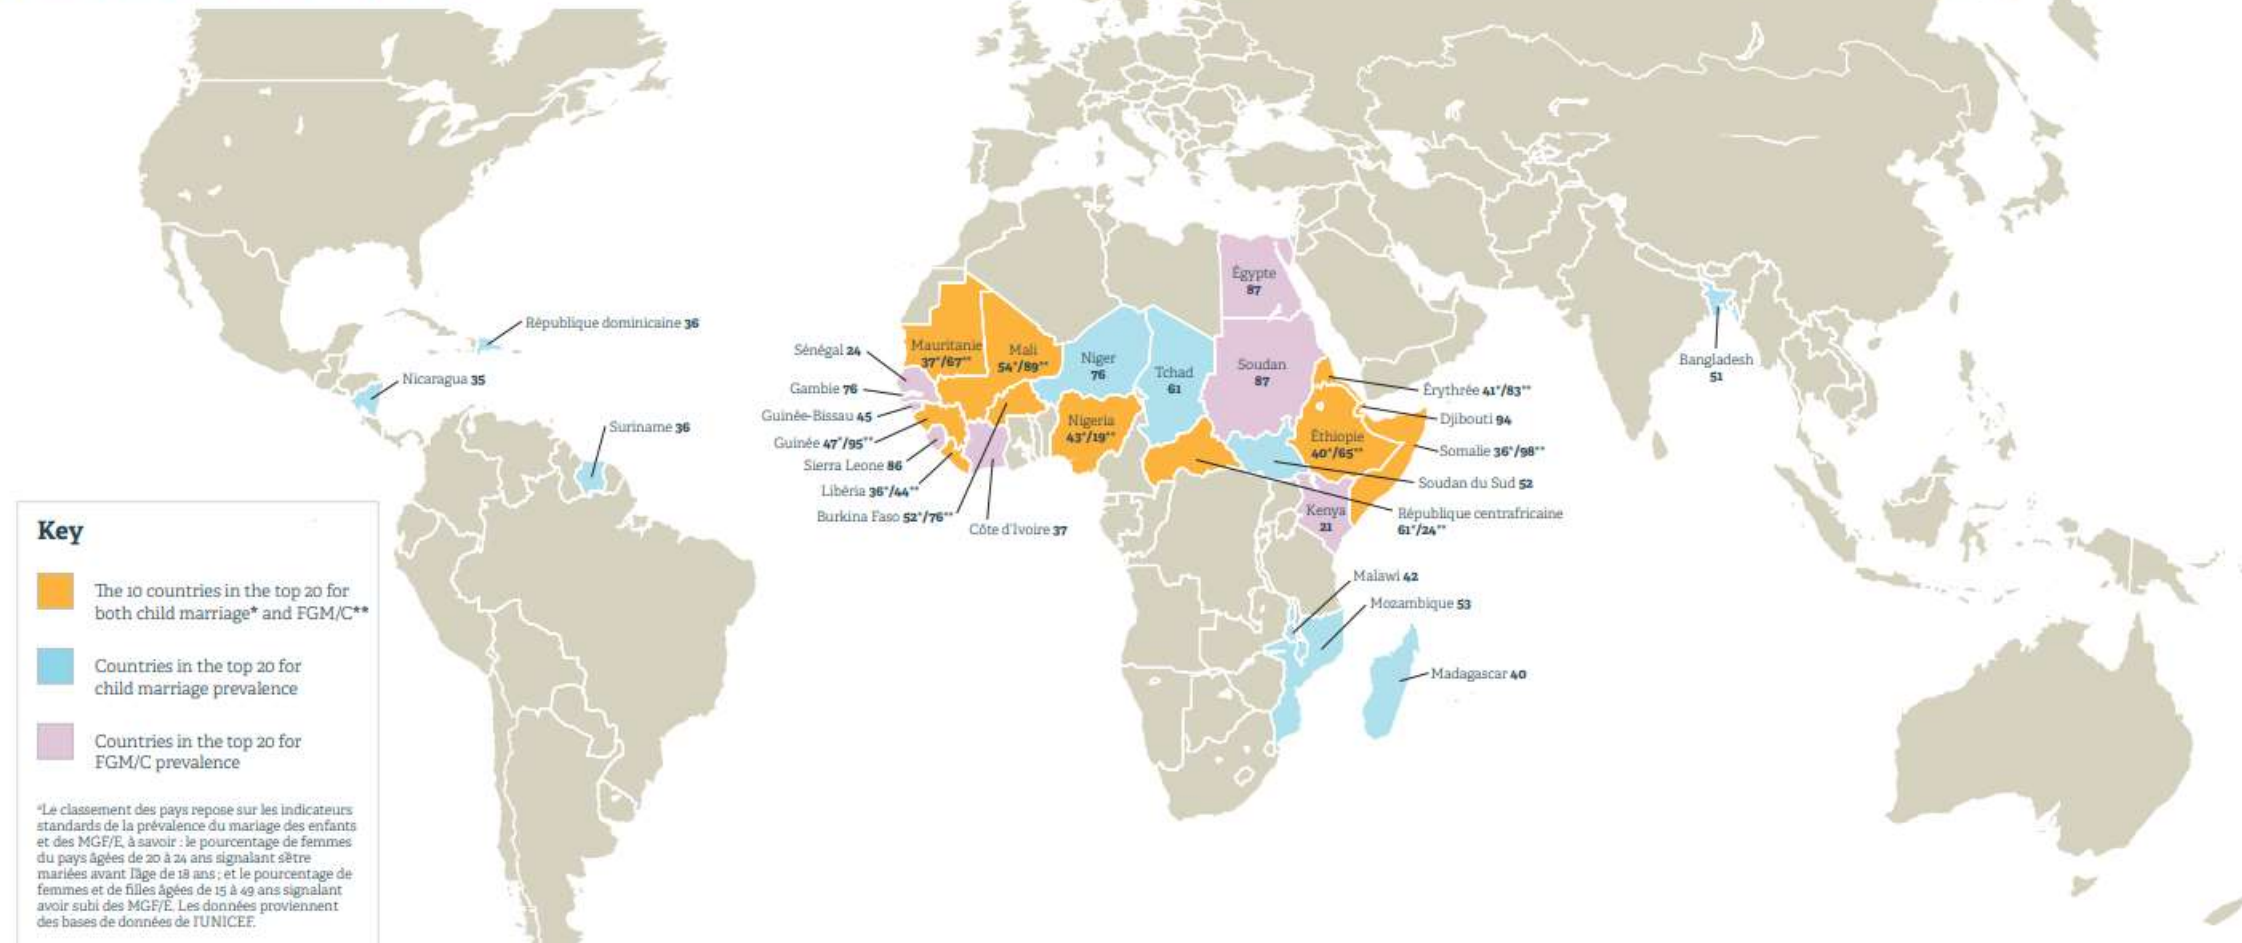 République dominicaine 36
Nicaragua 35
Suriname 36
Sénégal 24
Gambie 76
Guinée-Bissau 45
Guinée 47*/95**
Sierra Leone 86
Libéria 36*/44**
Burkina Faso 52*/76**
Côte d'Ivoire 37
Mauritanie
37*/67**
Mali
54*/89**
Niger
76
Tchad
61
Nigeria
43*/19**
Égypte
87
Soudan
87
Éthiopie
40*/65**
Kenya
21
Érythrée 41*/83**
Djibouti 94
Somalie 36*/98**
Soudan du Sud 52
République centrafricaine
61*/24**
Malawi 42
Mozambique 53
Madagascar 40
Bangladesh
51
Key
The 10 countries in the top 20 for
both child marriage* and FGM/C**
Countries in the top 20 for
child marriage prevalence
Countries in the top 20 for
FGM/C prevalence
*Le classement des pays repose sur les indicateurs
standards de la prévalence du mariage des enfants
et des MGF/E, à savoir : le pourcentage de femmes
du pays âgées de 20 à 24 ans signalant s'être
mariées avant l'âge de 18 ans ; et le pourcentage de
femmes et de filles âgées de 15 à 49 ans signalant
avoir subi des MGF/E. Les données proviennent
des bases de données de l'UNICEF.